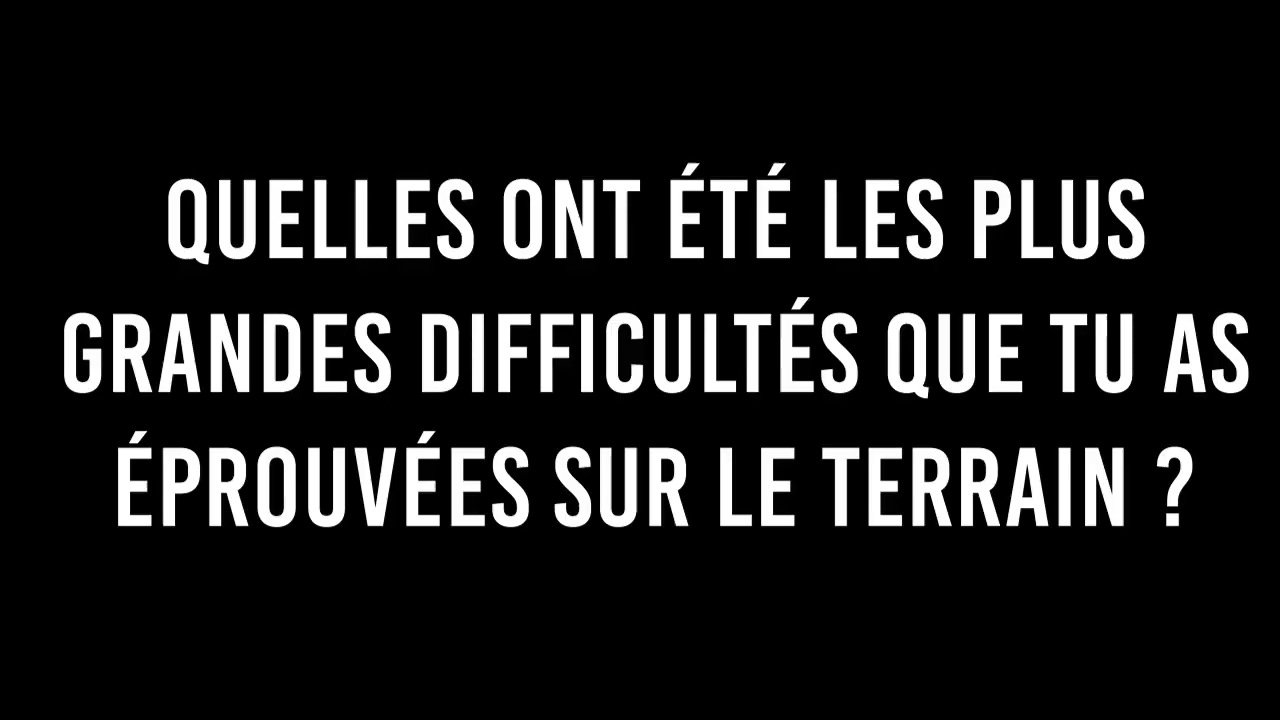 QUELLES ONT ÉTÉ LES PLUS
GRANDES DIFFICULTÉS QUE TU AS
ÉPROUVÉES SUR LE TERRAIN ?